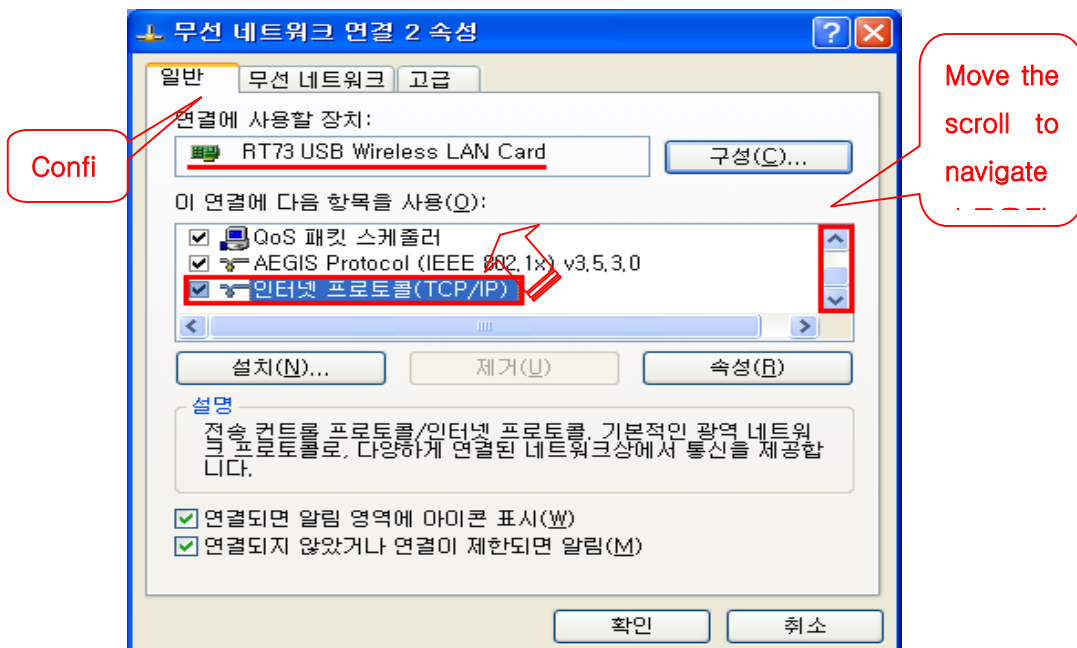 무선 네트워크 연결 2 속성
일반 무선 네트워크 고급
연결에 사용할 장치:
RT73 USB Wireless LAN Card
구성(C)...
이 연결에 다음 항목을 사용(O):
QoS 패킷 스케줄러
AEGIS Protocol (IEEE 802.1x) v3.5.3.0
인터넷 프로토콜(TCP/IP)
설치(N)... 제거(U) 속성(R)
설명
전송 컨트롤 프로토콜/인터넷 프로토콜. 기본적인 광역 네트워
크 프로토콜로, 다양하게 연결된 네트워크상에서 통신을 제공합
니다.
연결되면 알림 영역에 아이콘 표시(W)
연결되지 않았거나 연결이 제한되면 알림(M)
확인 취소
Confi
Move the
scroll to
navigate